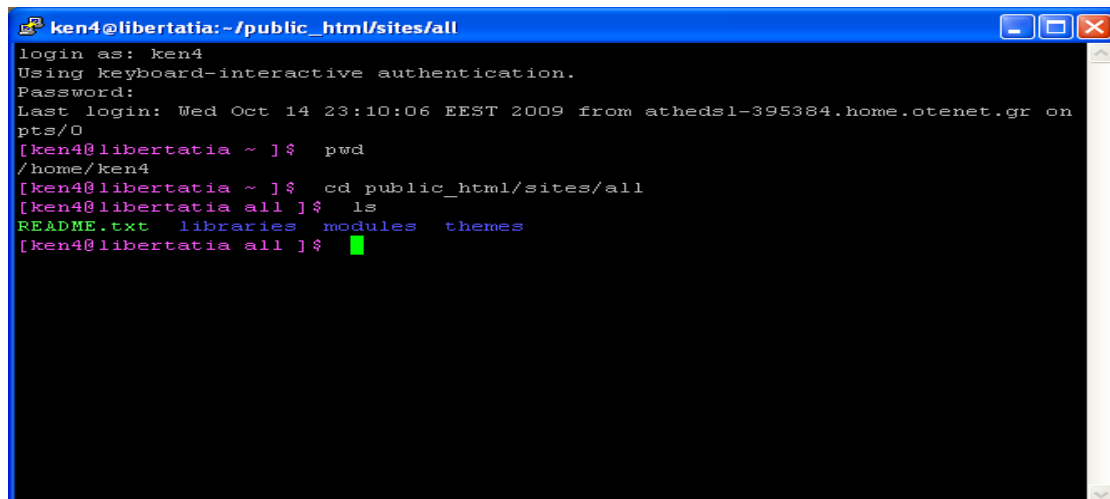 ken4@libertatia:~/public_html/sites/all
login as: ken4
Using keyboard-interactive authentication.
Password:
Last login: Wed Oct 14 23:10:06 EEST 2009 from athedsl-395384.home.otenet.gr on
pts/0
[ken4@libertatia ~ ]$ pwd
/home/ken4
[ken4@libertatia ~ ]$ cd public_html/sites/all
[ken4@libertatia all ]$ ls
README.txt libraries modules themes
[ken4@libertatia all ]$